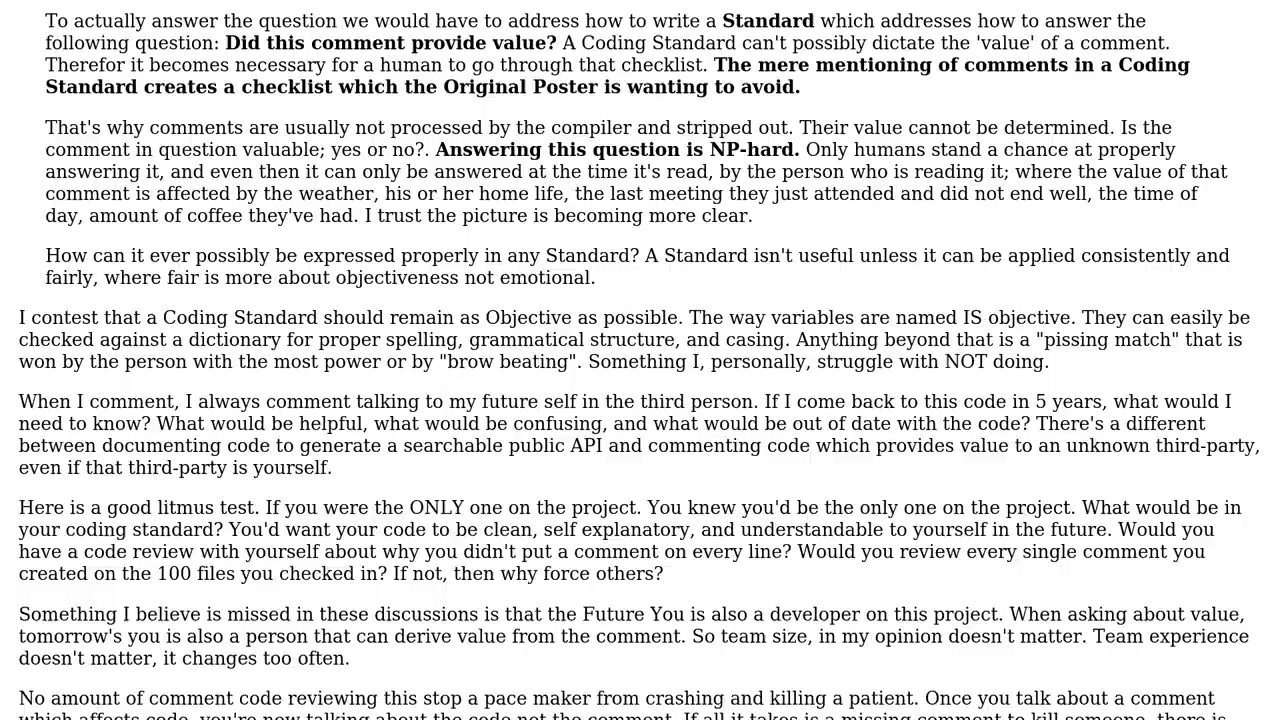 To actually answer the question we would have to address how to write a Standard which addresses how to answer the
following question: Did this comment provide value? A Coding Standard can't possibly dictate the 'value' of a comment.
Therefor it becomes necessary for a human to go through that checklist. The mere mentioning of comments in a Coding
Standard creates a checklist which the Original Poster is wanting to avoid.
That's why comments are usually not processed by the compiler and stripped out. Their value cannot be determined. Is the
comment in question valuable; yes or no?. Answering this question is NP-hard. Only humans stand a chance at properly
answering it, and even then it can only be answered at the time it's read, by the person who is reading it; where the value of that
comment is affected by the weather, his or her home life, the last meeting they just attended and did not end well, the time of
day, amount of coffee they've had. I trust the picture is becoming more clear.
How can it ever possibly be expressed properly in any Standard? A Standard isn't useful unless it can be applied consistently and
fairly, where fair is more about objectiveness not emotional.
I contest that a Coding Standard should remain as Objective as possible. The way variables are named IS objective. They can easily be
checked against a dictionary for proper spelling, grammatical structure, and casing. Anything beyond that is a "pissing match" that is
won by the person with the most power or by "brow beating". Something I, personally, struggle with NOT doing.
When I comment, I always comment talking to my future self in the third person. If I come back to this code in 5 years, what would I
need to know? What would be helpful, what would be confusing, and what would be out of date with the code? There's a different
between documenting code to generate a searchable public API and commenting code which provides value to an unknown third-party,
even if that third-party is yourself.
Here is a good litmus test. If you were the ONLY one on the project. You knew you'd be the only one on the project. What would be in
your coding standard? You'd want your code to be clean, self explanatory, and understandable to yourself in the future. Would you
have a code review with yourself about why you didn't put a comment on every line? Would you review every single comment you
created on the 100 files you checked in? If not, then why force others?
Something I believe is missed in these discussions is that the Future You is also a developer on this project. When asking about value,
tomorrow's you is also a person that can derive value from the comment. So team size, in my opinion doesn't matter. Team experience
doesn't matter, it changes too often.
No amount of comment code reviewing this stop a pace maker from crashing and killing a patient. Once you talk about a comment
which affects code, you're now talking about the code not the comment. If all it takes is a missing comment to kill someone, there is